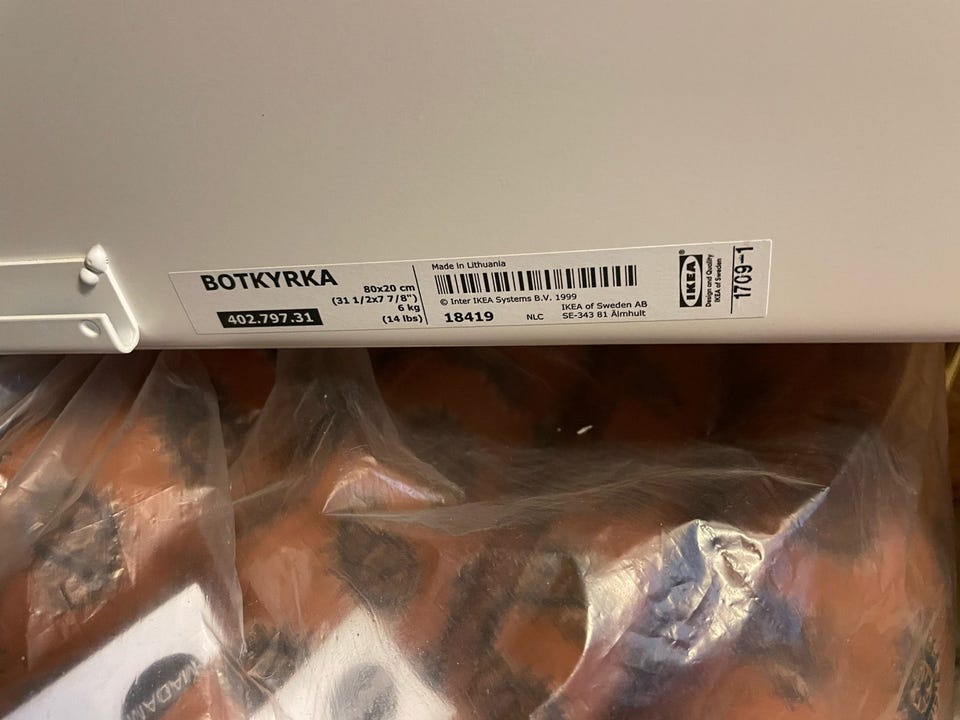 BOTKYRKA
402.797.31
80x20 cm
(31 1/2x7 7/8")
6 kg
(14 lbs)
Made in Lithuania
© Inter IKEA Systems B.V. 1999
18419
NLC
IKEA of Sweden AB
SE-343 81 Älmhult
IKEA®
Design and Quality
IKEA of Sweden
1709-1
MADAM